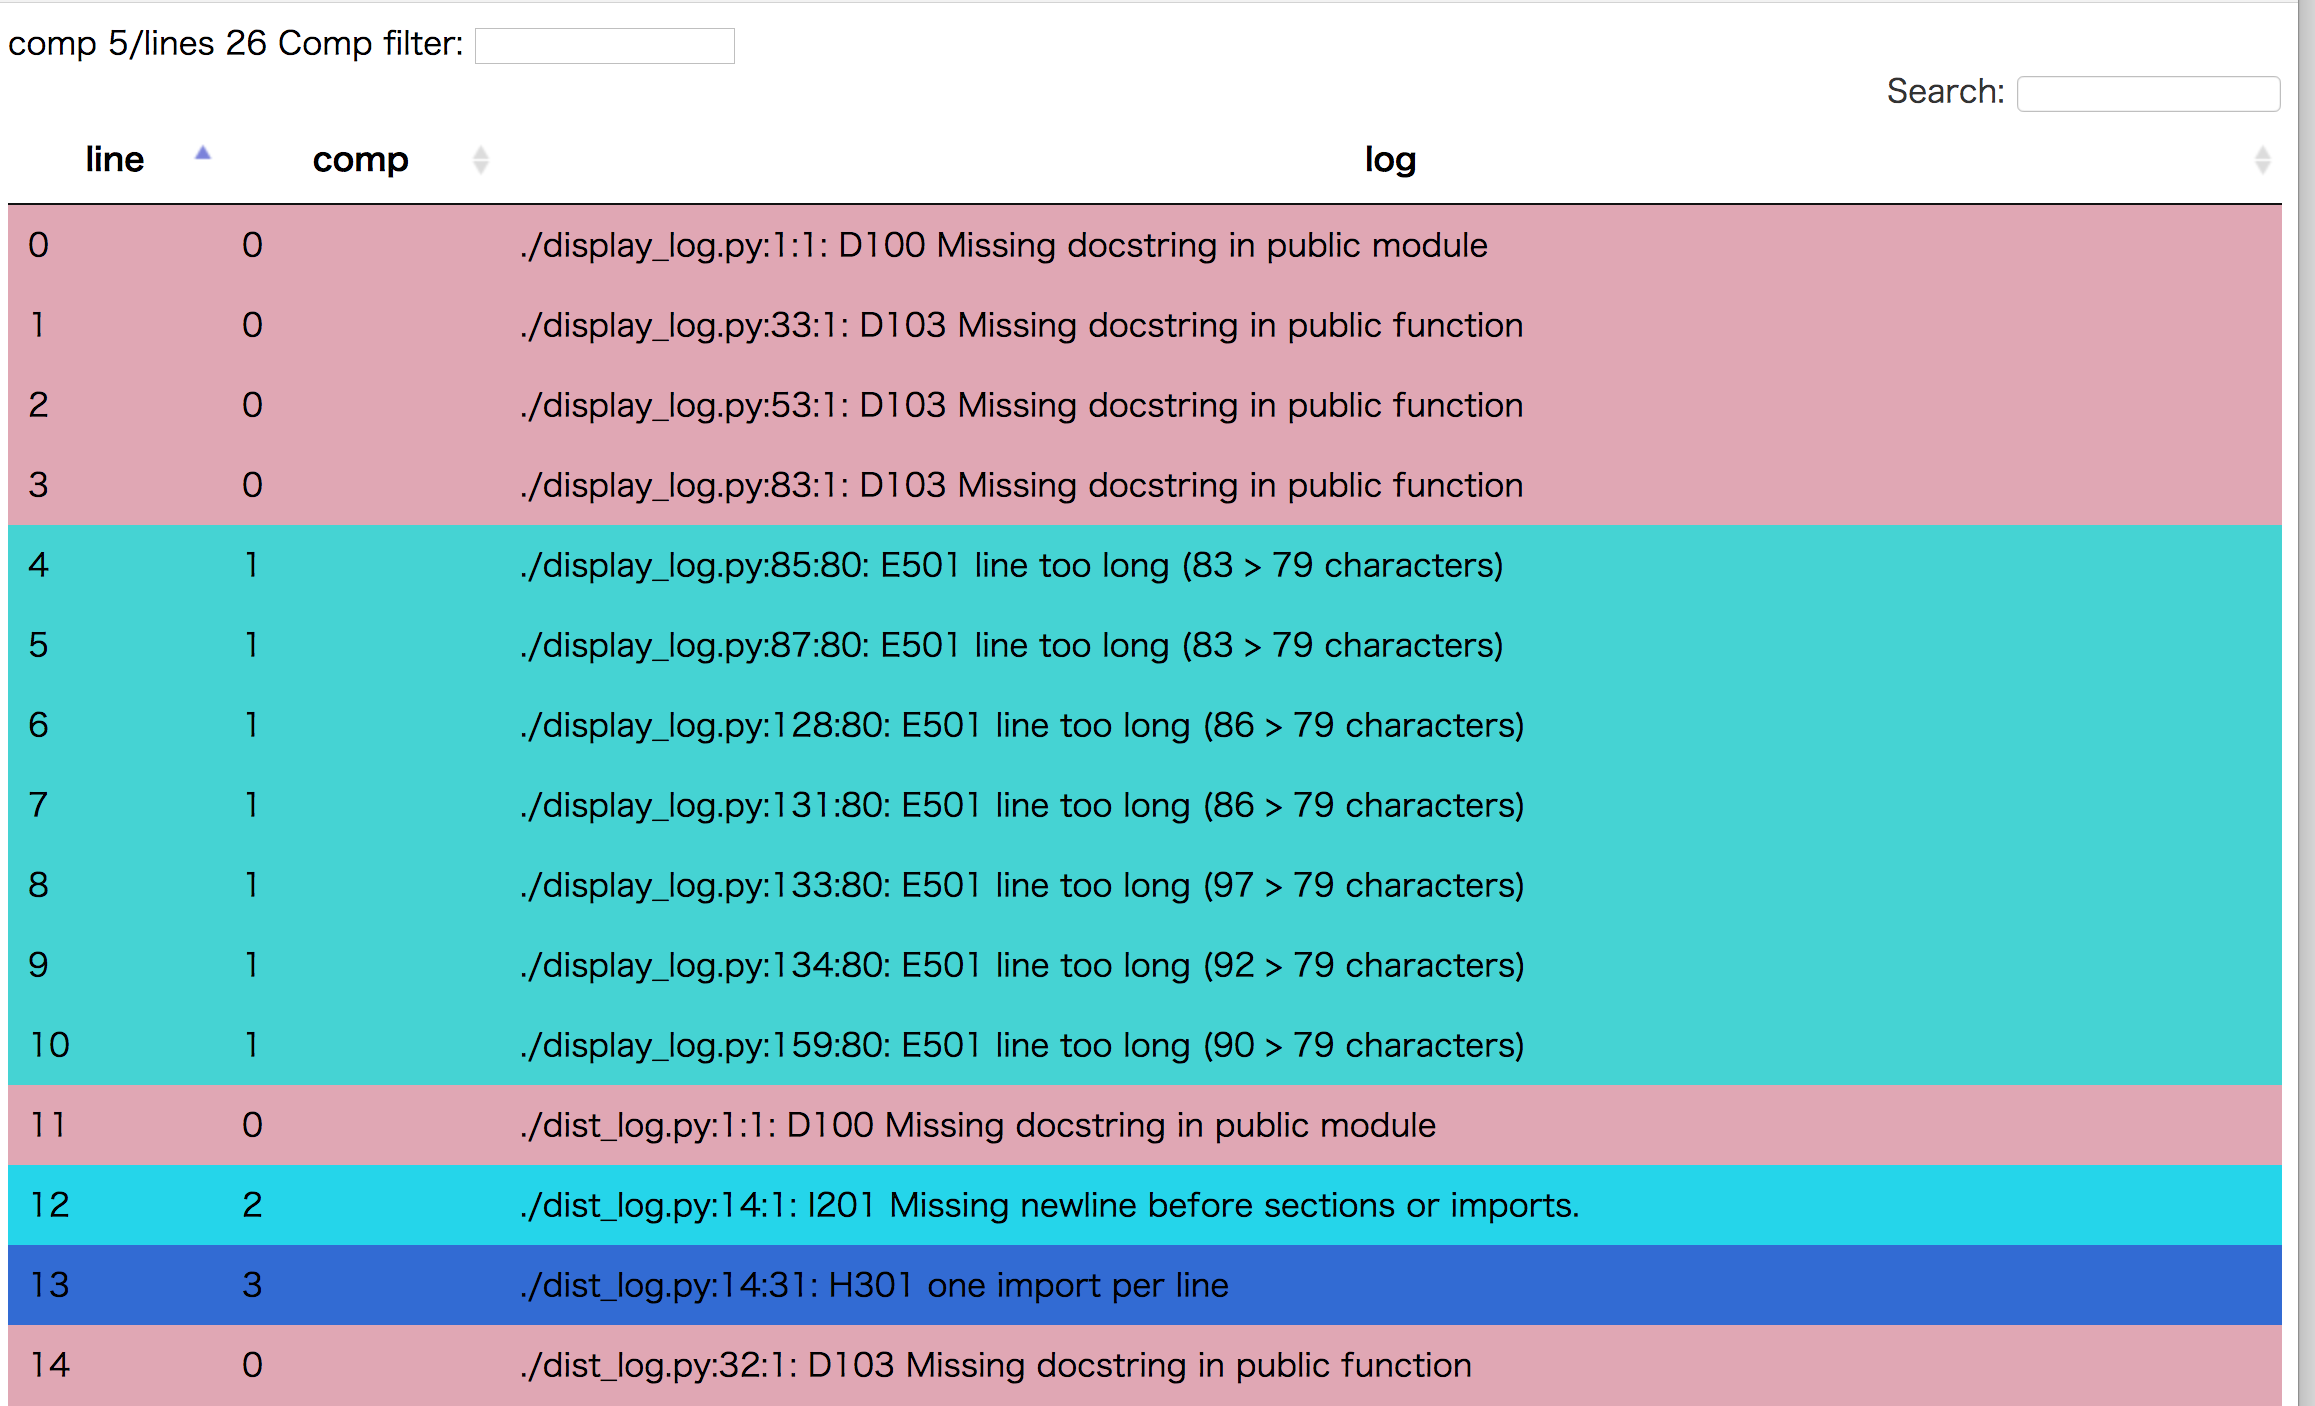 comp 5/lines 26 Comp filter:
Search:
line comp log
0 0 ./display_log.py:1:1: D100 Missing docstring in public module
1 0 ./display_log.py:33:1: D103 Missing docstring in public function
2 0 ./display_log.py:53:1: D103 Missing docstring in public function
3 0 ./display_log.py:83:1: D103 Missing docstring in public function
4 1 ./display_log.py:85:80: E501 line too long (83 > 79 characters)
5 1 ./display_log.py:87:80: E501 line too long (83 > 79 characters)
6 1 ./display_log.py:128:80: E501 line too long (86 > 79 characters)
7 1 ./display_log.py:131:80: E501 line too long (86 > 79 characters)
8 1 ./display_log.py:133:80: E501 line too long (97 > 79 characters)
9 1 ./display_log.py:134:80: E501 line too long (92 > 79 characters)
10 1 ./display_log.py:159:80: E501 line too long (90 > 79 characters)
11 0 ./dist_log.py:1:1: D100 Missing docstring in public module
12 2 ./dist_log.py:14:1: I201 Missing newline before sections or imports.
13 3 ./dist_log.py:14:31: H301 one import per line
14 0 ./dist_log.py:32:1: D103 Missing docstring in public function